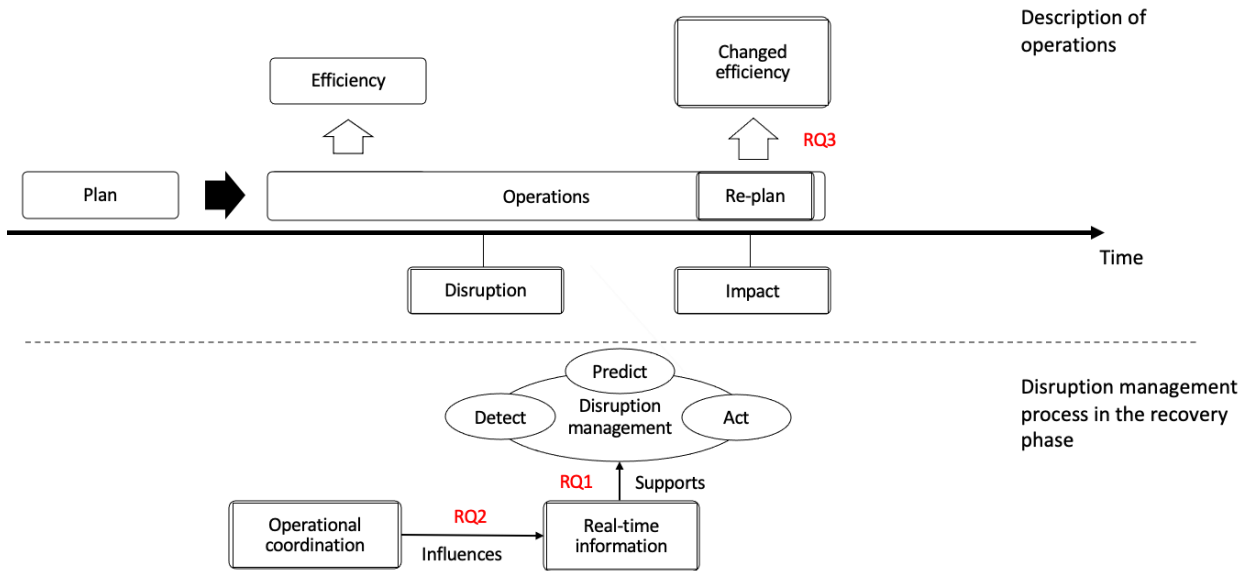 Description of
operations
Changed
efficiency
Efficiency
RQ3
Plan
Operations
Re-plan
Time
Disruption
Impact
Predict
Disruption management
process in the recovery
phase
Detect
Disruption
management
Act
RQ1
Supports
Operational
coordination
RQ2
Influences
Real-time
information